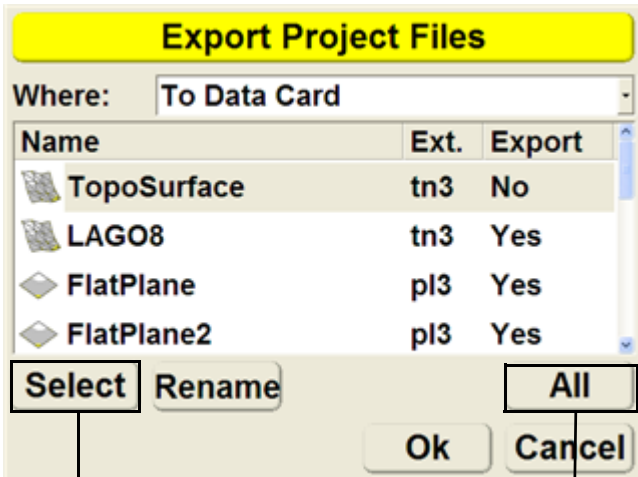 Export Project Files
Where: To Data Card
Name Ext. Export
TopoSurface tn3 No
LAGO8 tn3 Yes
FlatPlane pl3 Yes
FlatPlane2 pl3 Yes
Select Rename All
Ok Cancel